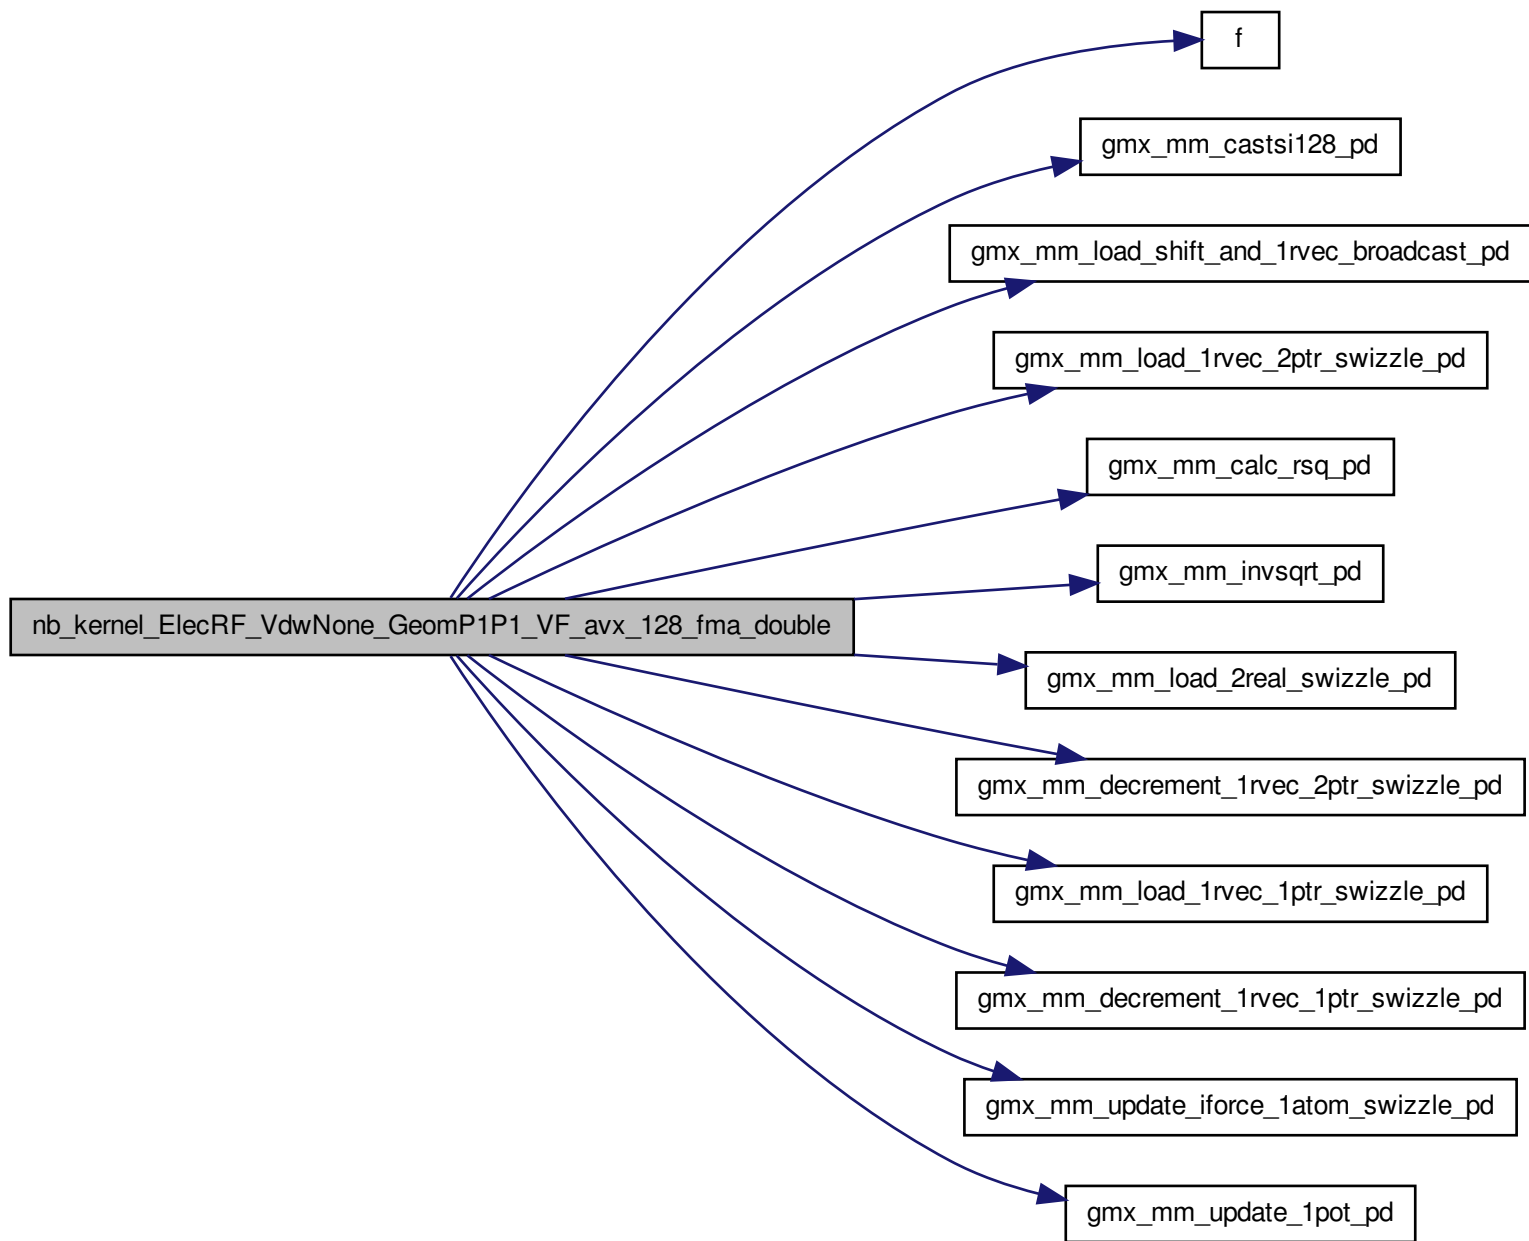 f
gmx_mm_castsi128_pd
gmx_mm_load_shift_and_1rvec_broadcast_pd
gmx_mm_load_1rvec_2ptr_swizzle_pd
gmx_mm_calc_rsq_pd
gmx_mm_invsqrt_pd
nb_kernel_ElecRF_VdwNone_GeomP1P1_VF_avx_128_fma_double
gmx_mm_load_2real_swizzle_pd
gmx_mm_decrement_1rvec_2ptr_swizzle_pd
gmx_mm_load_1rvec_1ptr_swizzle_pd
gmx_mm_decrement_1rvec_1ptr_swizzle_pd
gmx_mm_update_iforce_1atom_swizzle_pd
gmx_mm_update_1pot_pd